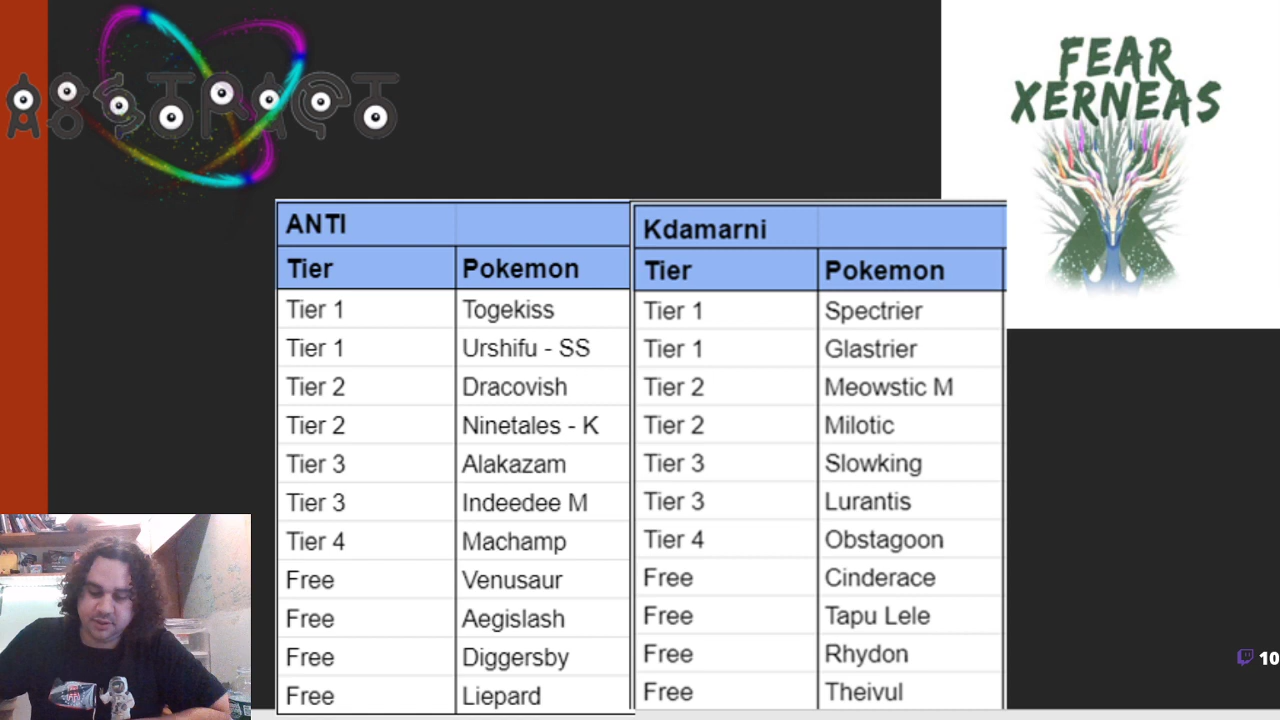 ABSTRACT
FEAR
XERNEAS
ANTI
Tier Pokemon
Tier 1 Togekiss
Tier 1 Urshifu - SS
Tier 2 Dracovish
Tier 2 Ninetales - K
Tier 3 Alakazam
Tier 3 Indeedee M
Tier 4 Machamp
Free Venusaur
Free Aegislash
Free Diggersby
Free Liepard
Kdamarni
Tier Pokemon
Tier 1 Spectrier
Tier 1 Glastrier
Tier 2 Meowstic M
Tier 2 Milotic
Tier 3 Slowking
Tier 3 Lurantis
Tier 4 Obstagoon
Free Cinderace
Free Tapu Lele
Free Rhydon
Free Theivul
10